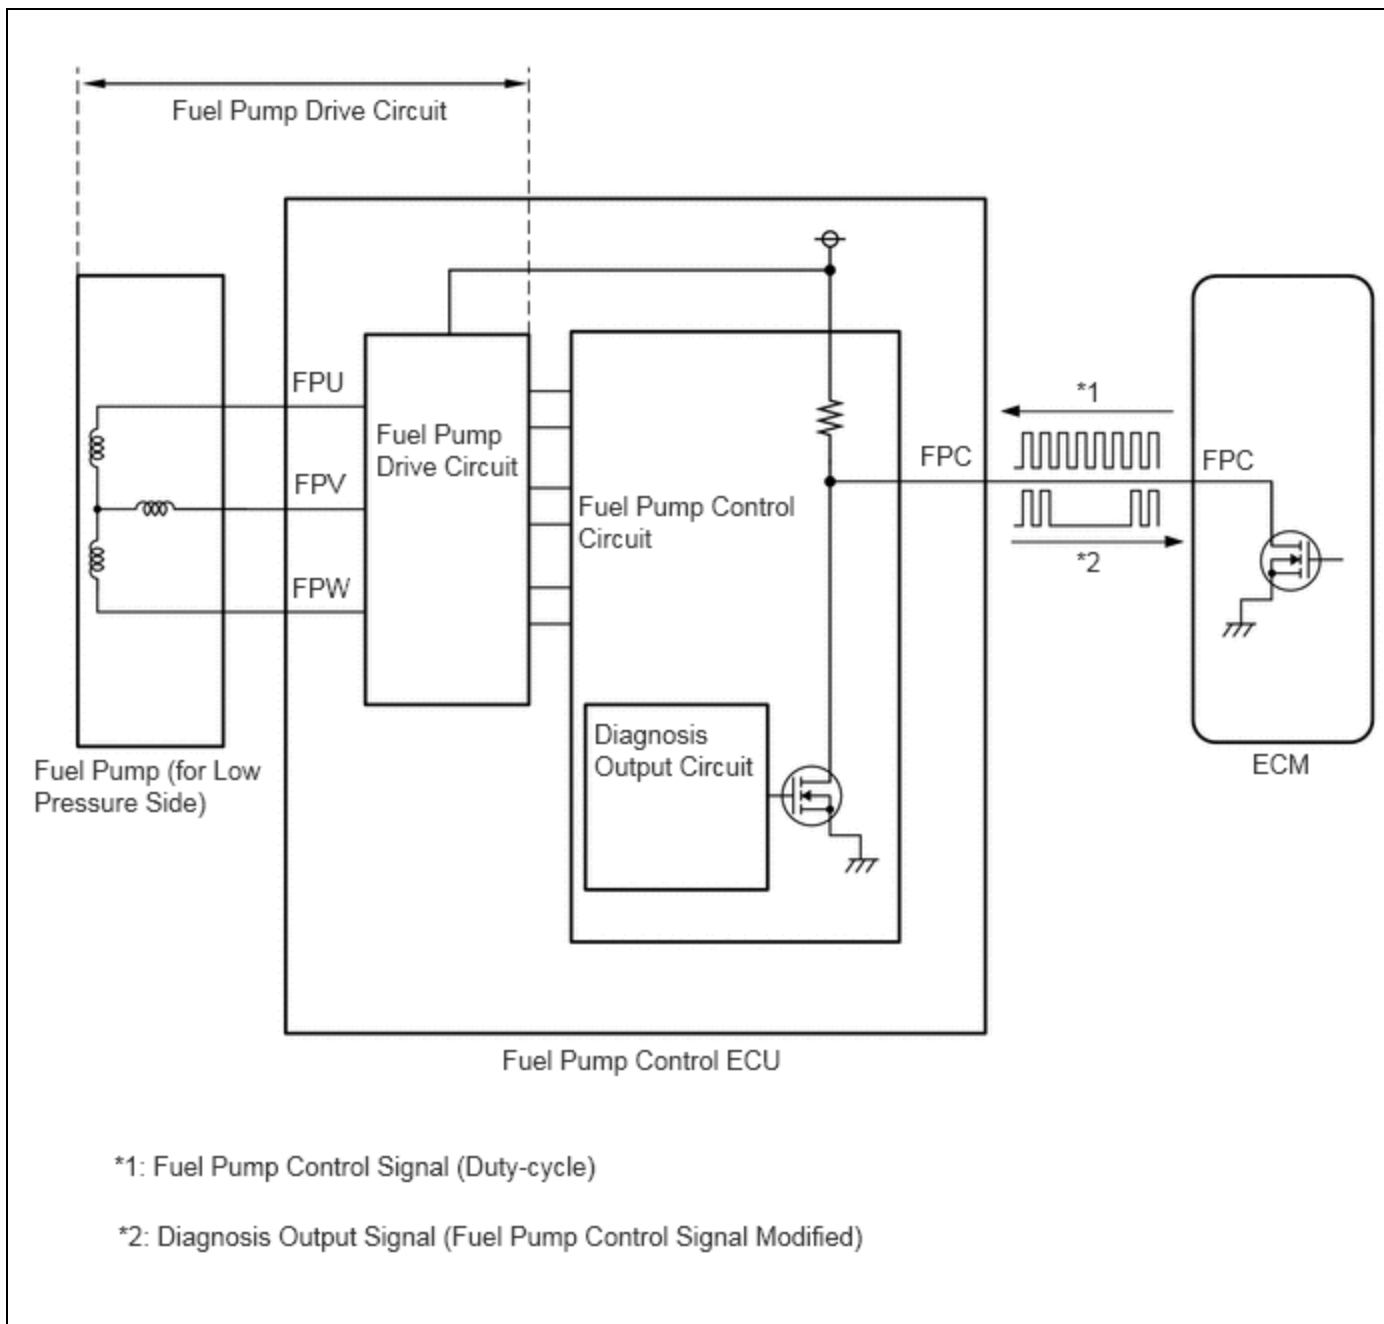 Fuel Pump Drive Circuit
FPU
FPV
FPW
Fuel Pump
Drive Circuit
Fuel Pump Control
Circuit
FPC
*1
FPC
*2
Diagnosis
Output Circuit
Fuel Pump (for Low
Pressure Side)
ECM
Fuel Pump Control ECU
*1: Fuel Pump Control Signal (Duty-cycle)
*2: Diagnosis Output Signal (Fuel Pump Control Signal Modified)